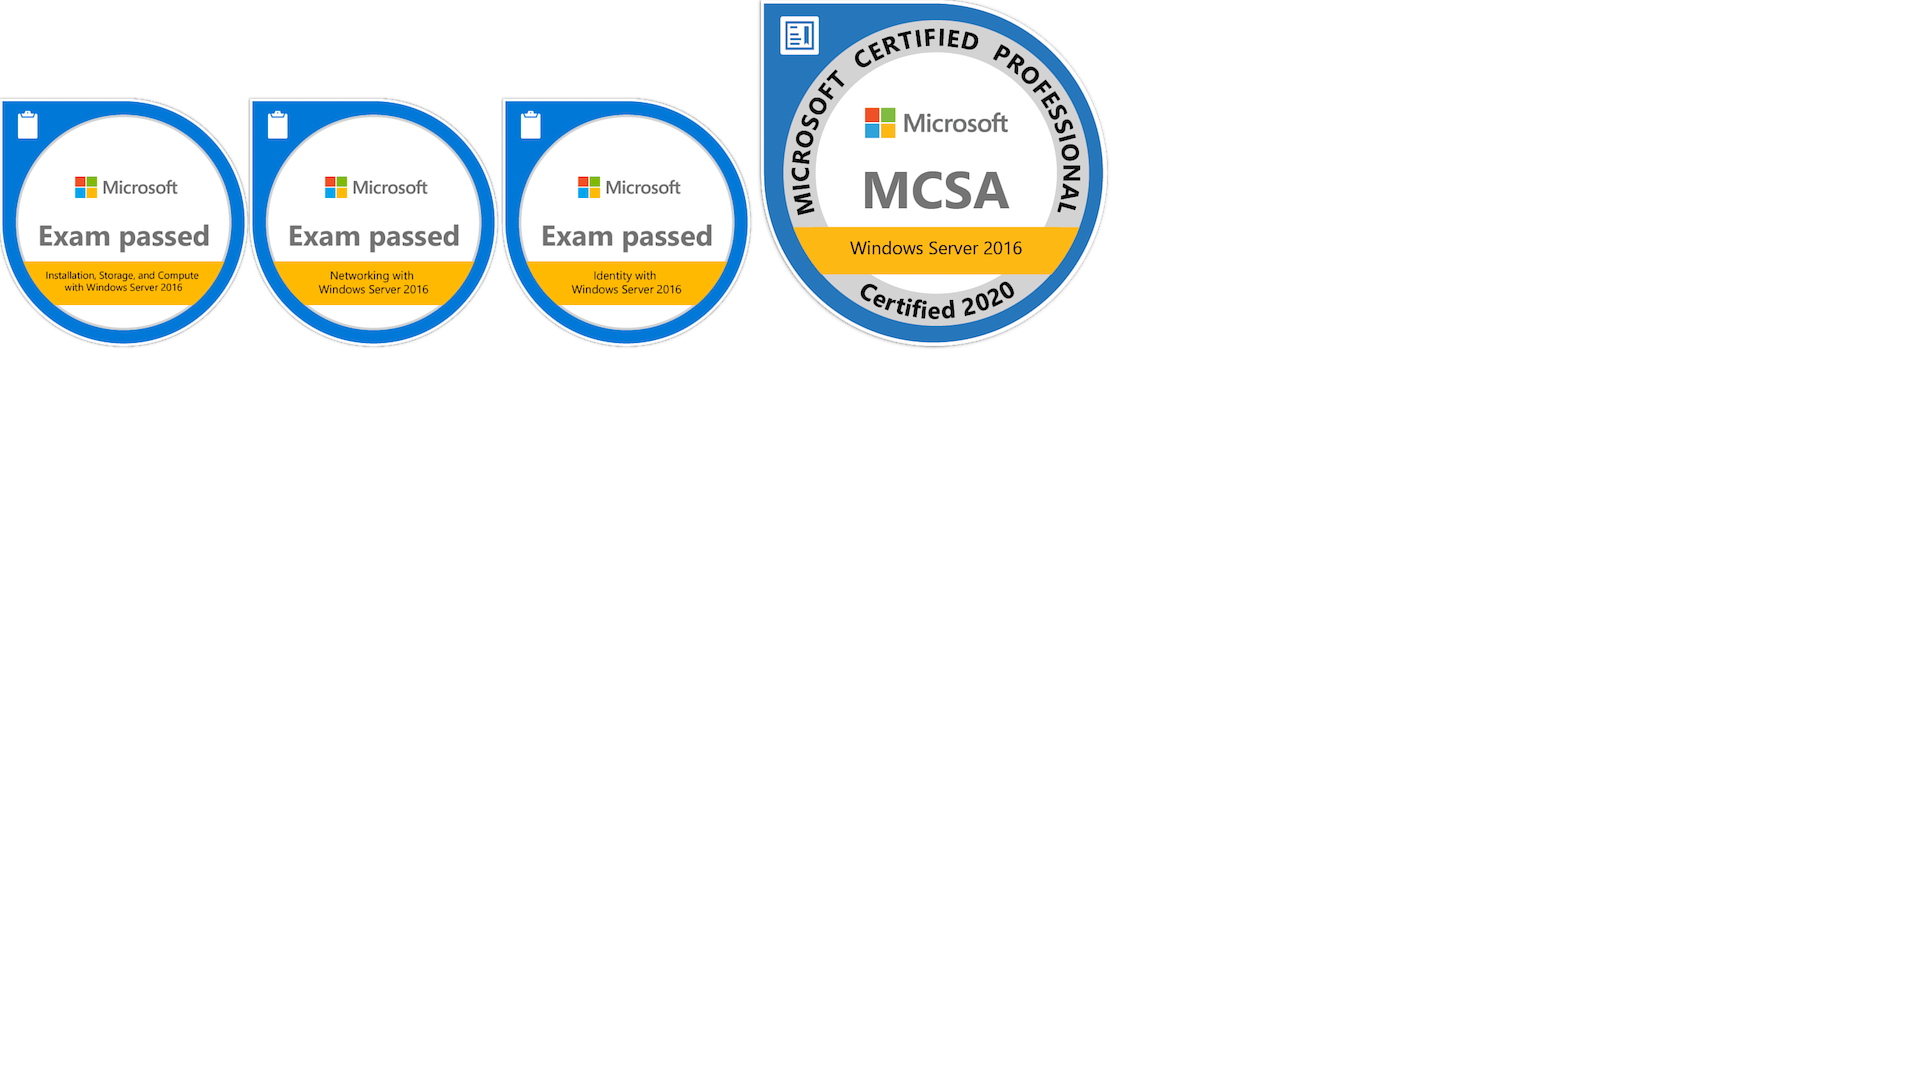 Microsoft
Exam passed
Installation, Storage, and Compute
with Windows Server 2016
Microsoft
Exam passed
Networking with
Windows Server 2016
Microsoft
Exam passed
Identity with
Windows Server 2016
MICROSOFT CERTIFIED PROFESSIONAL
Microsoft
MCSA
Windows Server 2016
Certified 2020